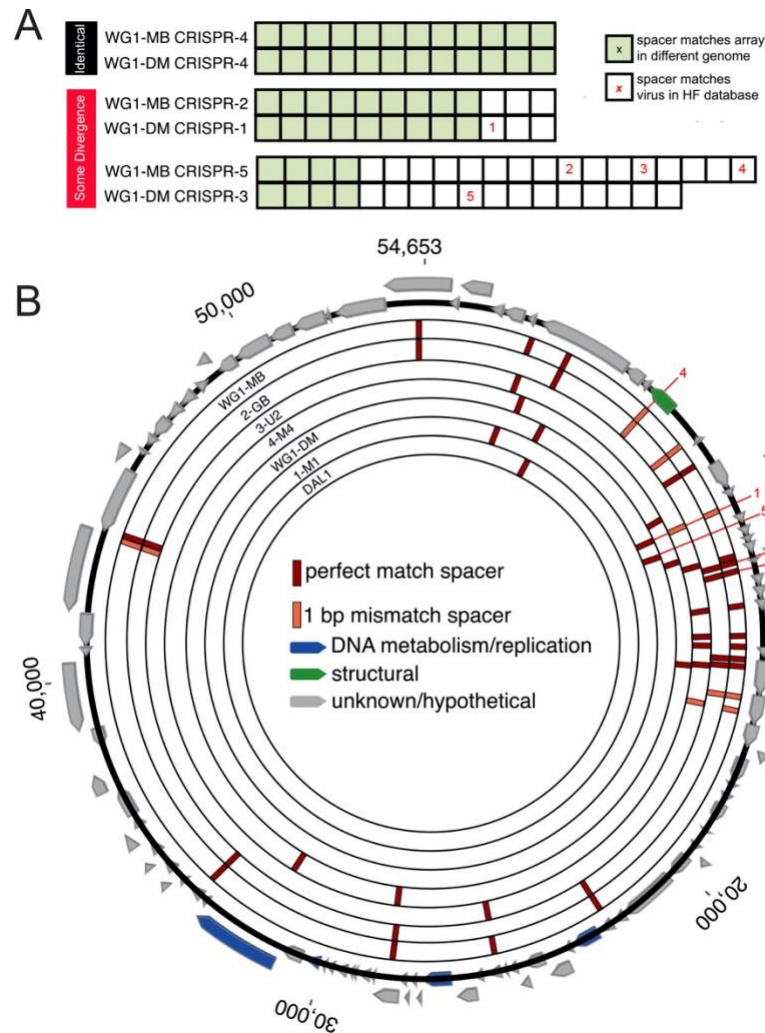 A
Identical
WG1-MB CRISPR-4
WG1-DM CRISPR-4
x spacer matches array
in different genome
x spacer matches
virus in HF database
Some Divergence
WG1-MB CRISPR-2
WG1-DM CRISPR-1
1
WG1-MB CRISPR-5
2 3 4
WG1-DM CRISPR-3
5
B
54,653
50,000
WG1-MB
2-GB
3-U2
4-M4
WG1-DM
1-M1
DAL1
4
1
5
perfect match spacer
1 bp mismatch spacer
DNA metabolism/replication
structural
unknown/hypothetical
40,000
20,000
30,000